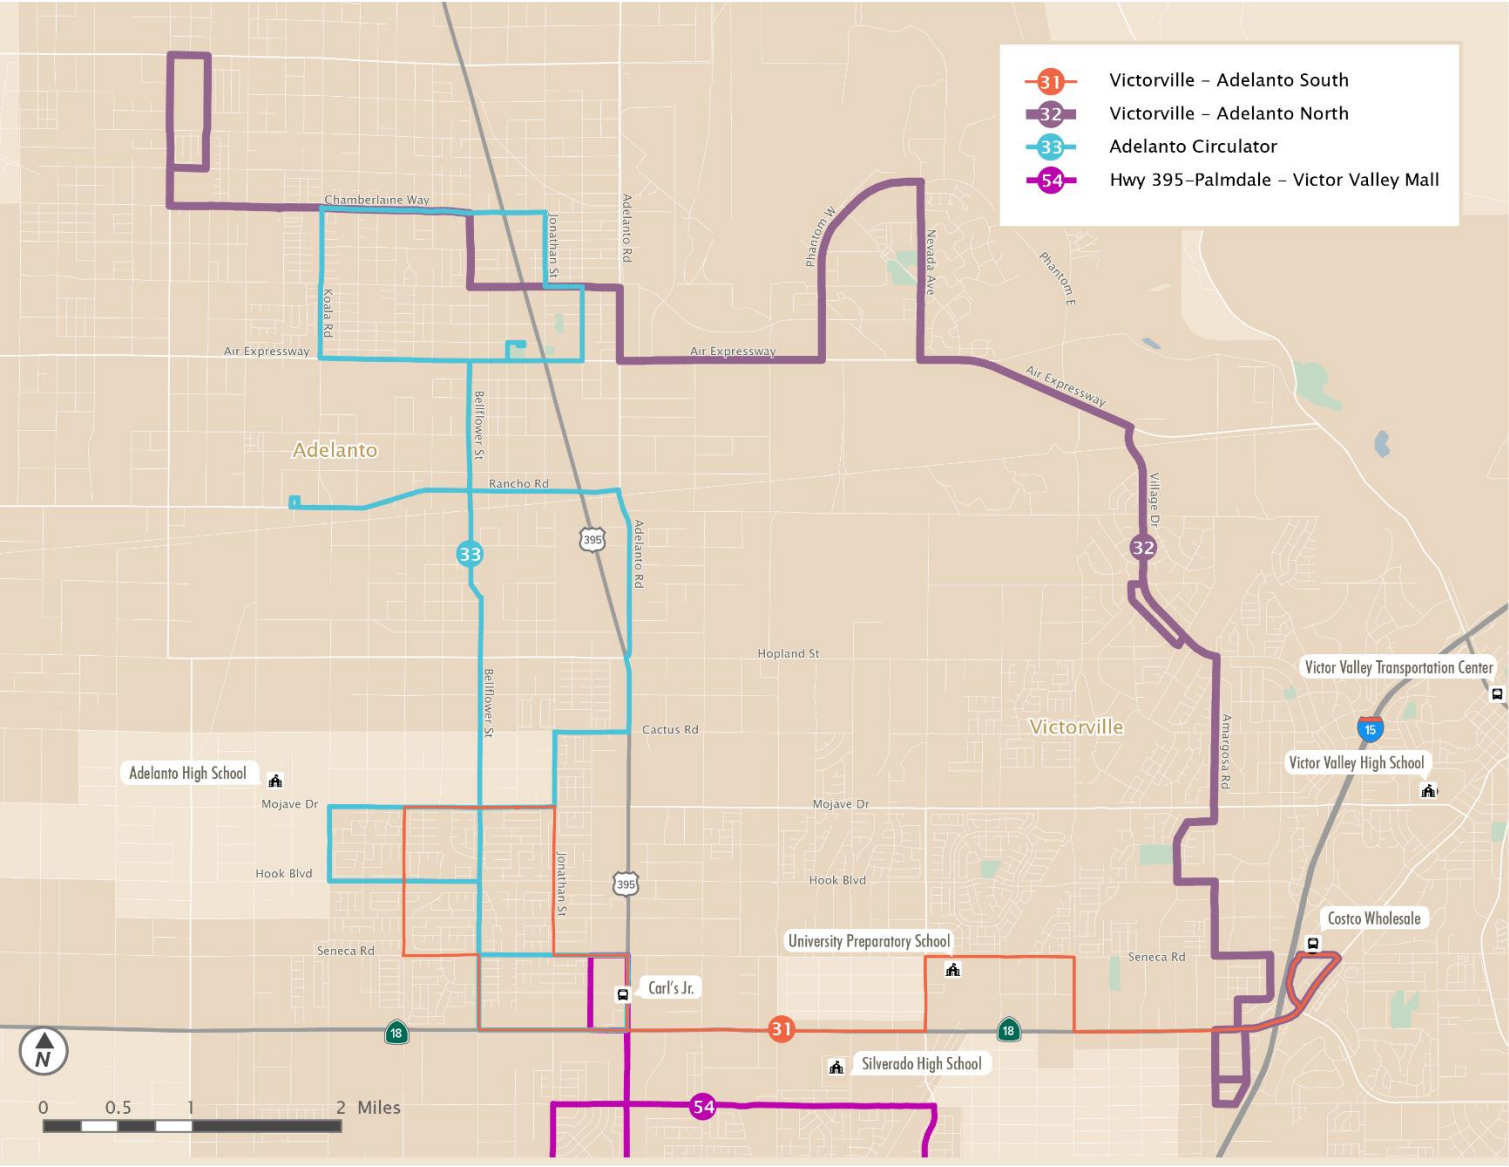 31 Victorville – Adelanto South
32 Victorville – Adelanto North
33 Adelanto Circulator
54 Hwy 395–Palmdale – Victor Valley Mall
Chamberlaine Way
Jonathan St
Adelanto Rd
Phantom W
Nevada Ave
Phantom E
Koala Rd
Air Expressway
Air Expressway
Air Expressway
Bellflower St
Adelanto
Rancho Rd
Village Dr
Adelanto Rd
395
33
32
Hopland St
Victor Valley Transportation Center
Bellflower St
Cactus Rd
Victorville
Amargosa Rd
15
Victor Valley High School
Adelanto High School
Mojave Dr
Mojave Dr
Hook Blvd
Jonathan St
395
Hook Blvd
Costco Wholesale
University Preparatory School
Seneca Rd
Seneca Rd
Carl's Jr.
18
31
18
N
Silverado High School
54
0 0.5 1 2 Miles